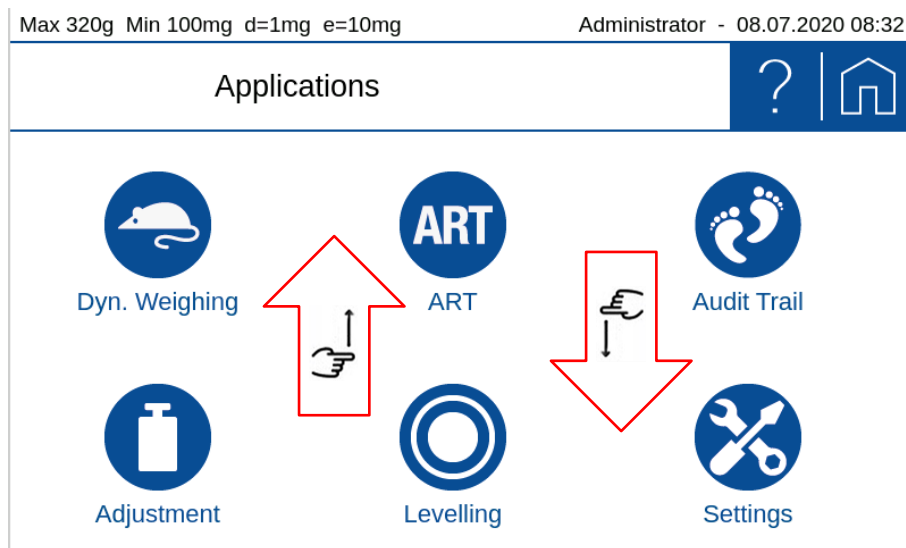 Max 320g Min 100mg d=1mg e=10mg Administrator - 08.07.2020 08:32
Applications ?
ART
Dyn. Weighing ART Audit Trail
Adjustment Levelling Settings